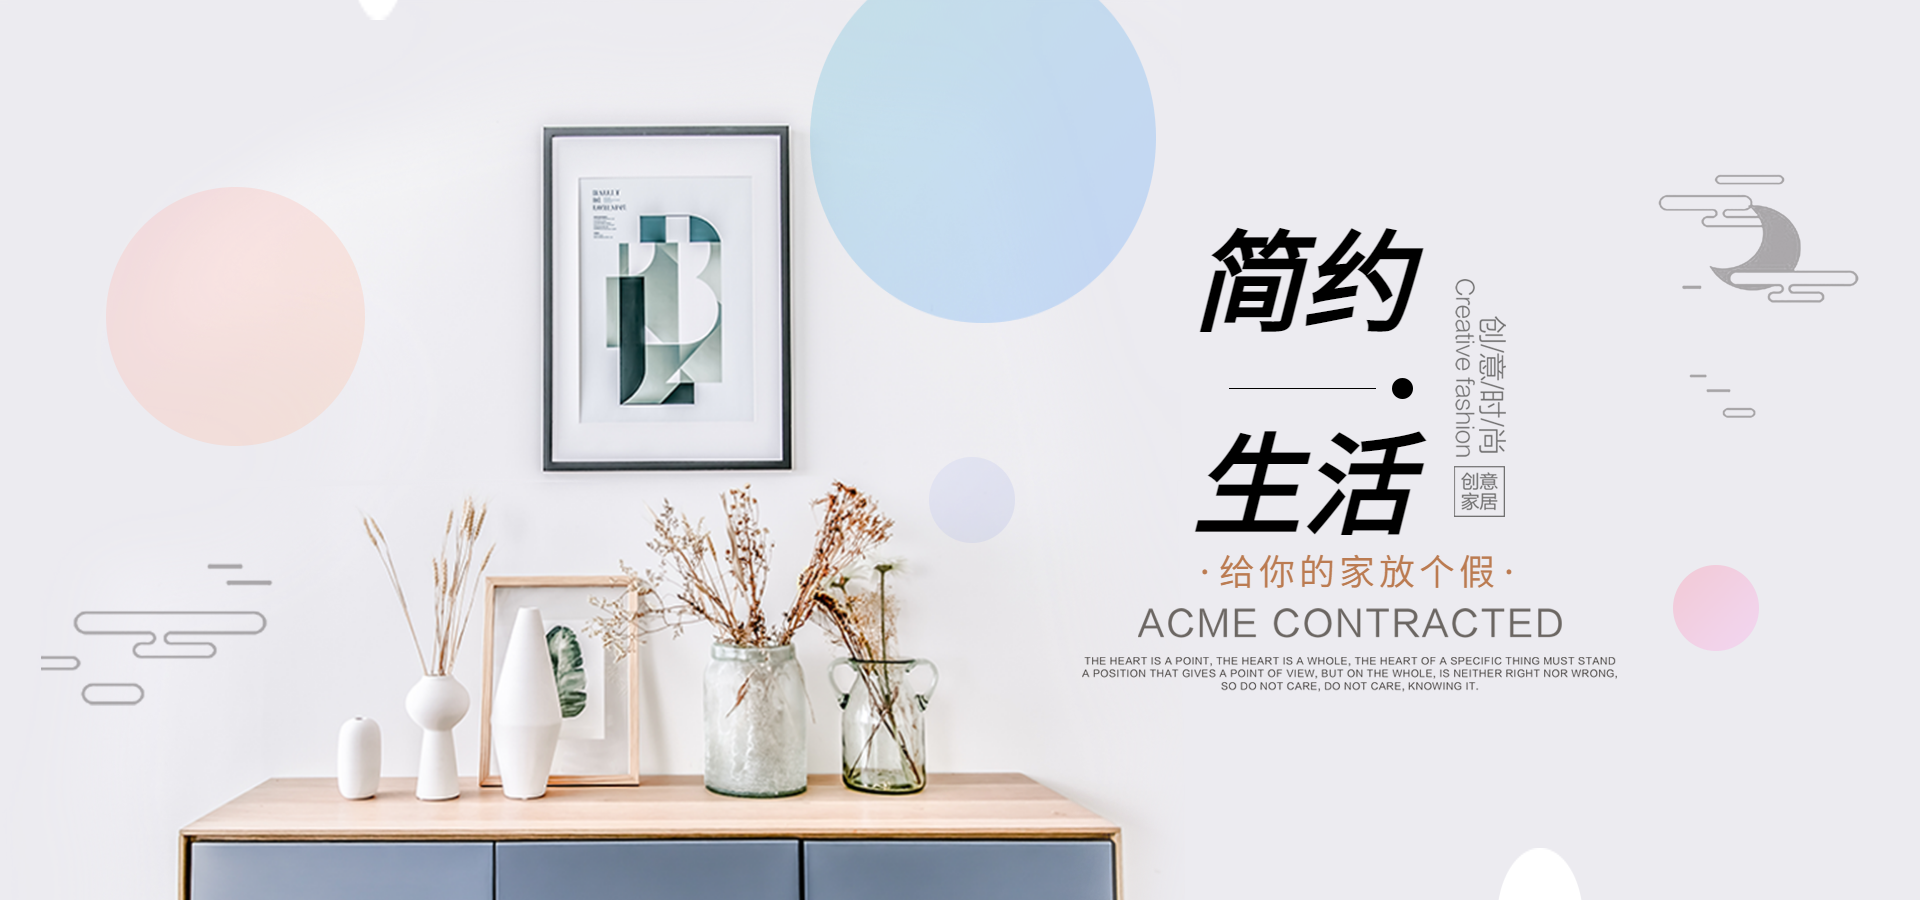 简约
生活
创/意/时/尚
Creative fashion
创意
家居
·给你的家放个假·
ACME CONTRACTED
THE HEART IS A POINT, THE HEART IS A WHOLE, THE HEART OF A SPECIFIC THING MUST STAND
A POSITION THAT GIVES A POINT OF VIEW, BUT ON THE WHOLE, IS NEITHER RIGHT NOR WRONG,
SO DO NOT CARE, DO NOT CARE, KNOWING IT.